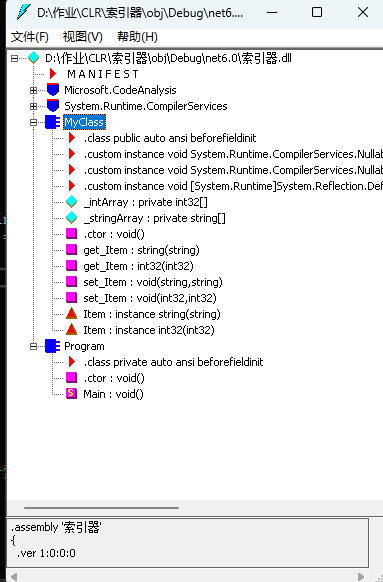 D:\作业\CLR\索引器\obj\Debug\net6....
文件(F) 视图(V) 帮助(H)
D:\作业\CLR\索引器\obj\Debug\net6.0\索引器.dll
M A N I F E S T
Microsoft.CodeAnalysis
System.Runtime.CompilerServices
MyClass
.class public auto ansi beforefieldinit
.custom instance void System.Runtime.CompilerServices.Nullab
.custom instance void System.Runtime.CompilerServices.Nullab
.custom instance void [System.Runtime]System.Reflection.Def
_intArray : private int32[]
_stringArray : private string[]
.ctor : void()
get_Item : string(string)
get_Item : int32(int32)
set_Item : void(string,string)
set_Item : void(int32,int32)
Item : instance string(string)
Item : instance int32(int32)
Program
.class private auto ansi beforefieldinit
.ctor : void()
S Main : void()
.assembly '索引器'
{
.ver 1:0:0:0